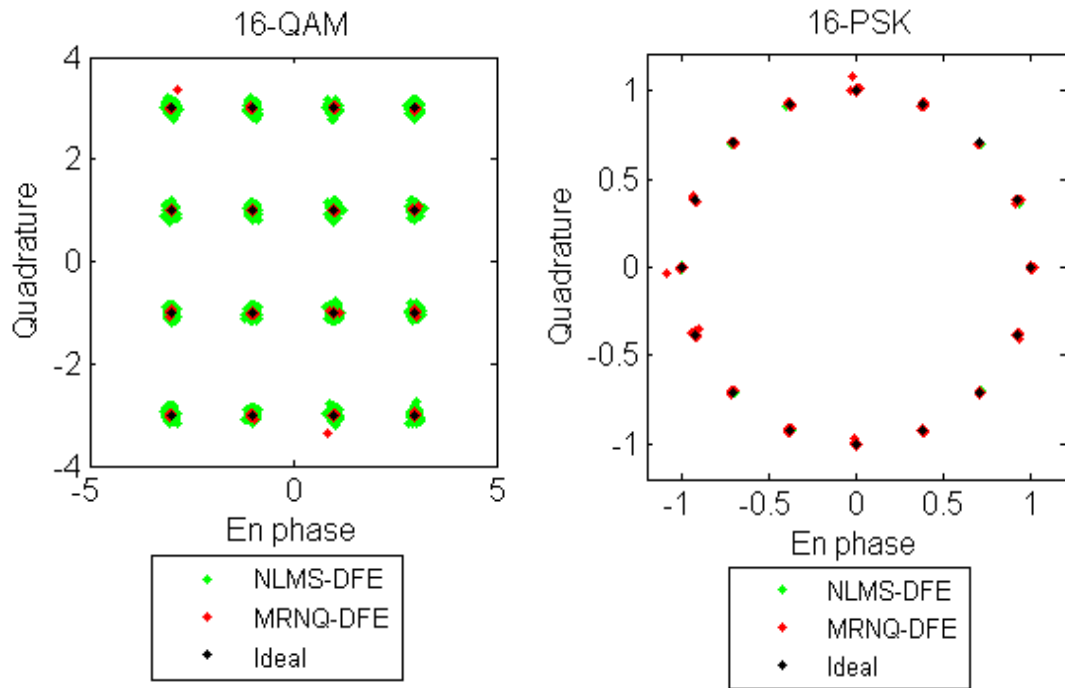 16-QAM
4
2
0
-2
-4
-5
0
5
Quadrature
En phase
NLMS-DFE
MRNQ-DFE
Ideal
16-PSK
1
0.5
0
-0.5
-1
-1
-0.5
0
0.5
1
Quadrature
En phase
NLMS-DFE
MRNQ-DFE
Ideal